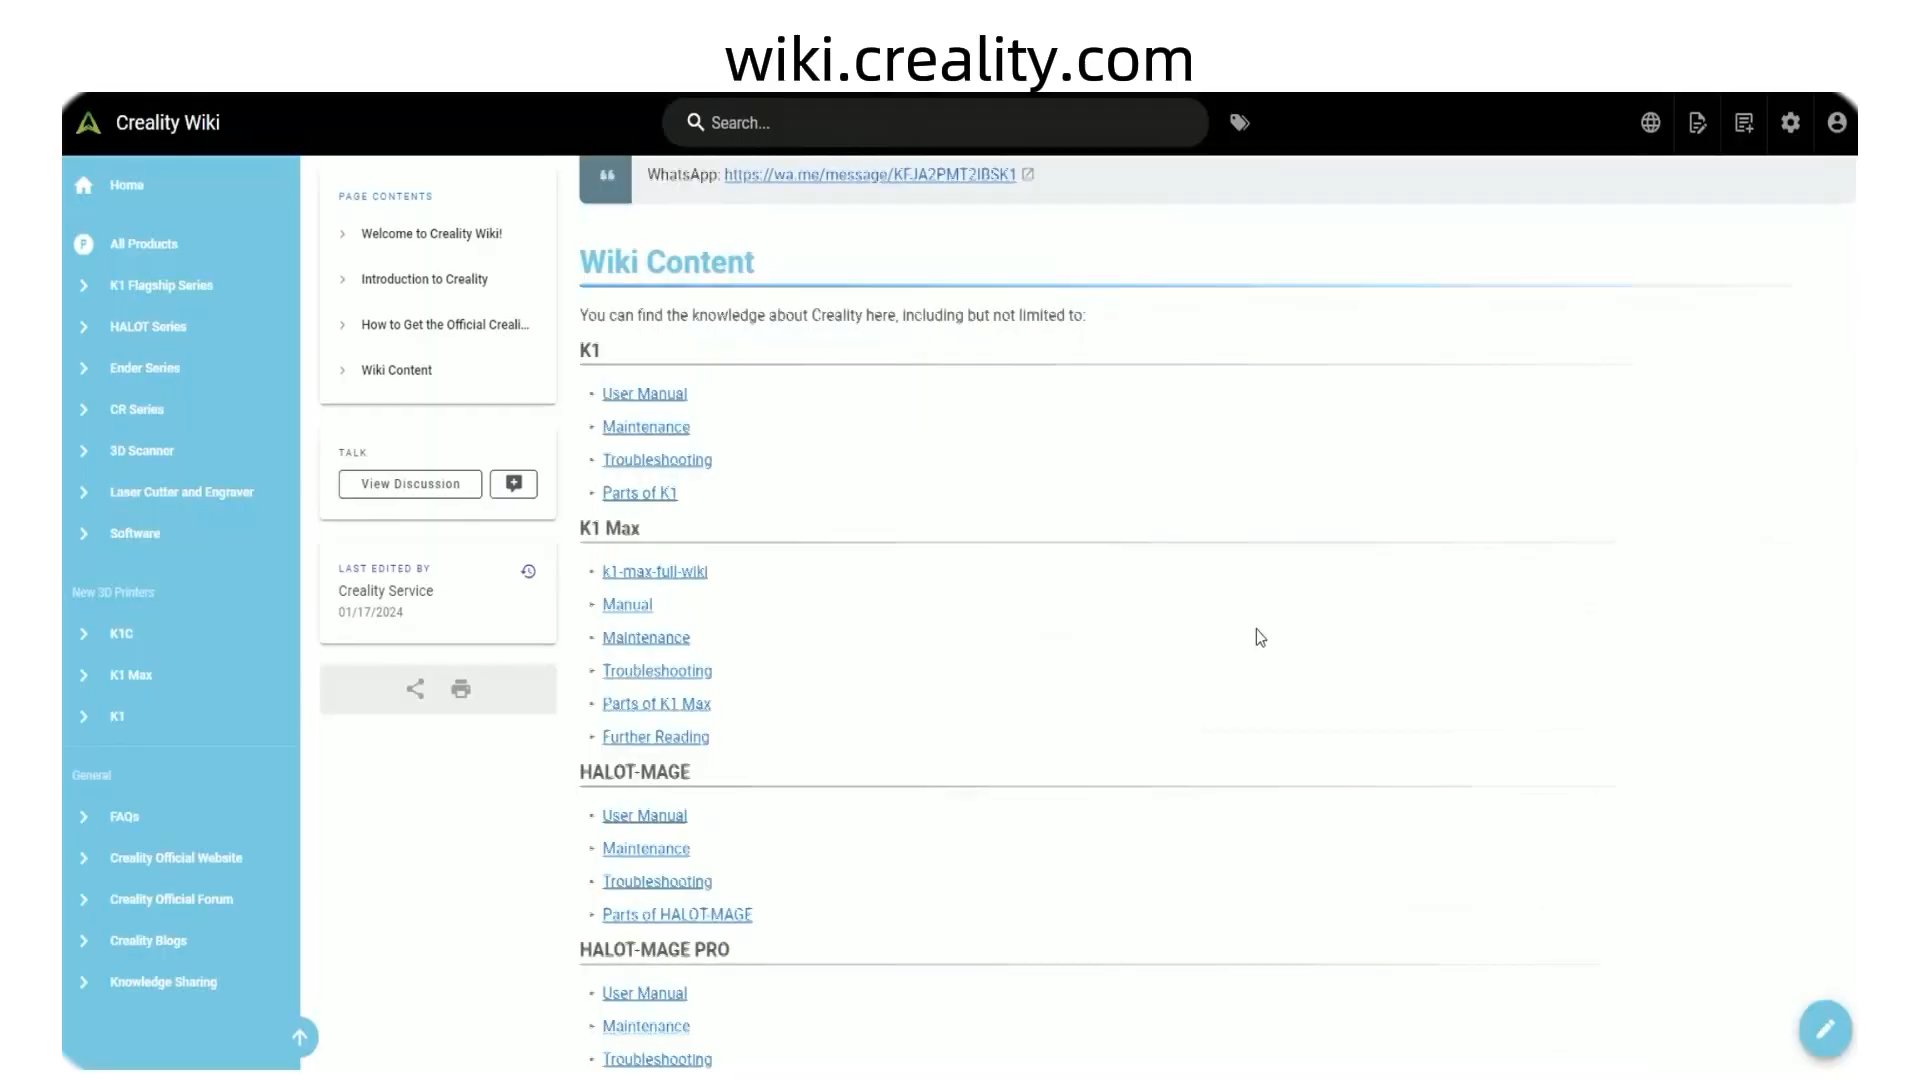 wiki.creality.com
Creality Wiki
Search...
Home
P
All Products
K1 Flagship Series
HALOT Series
Ender Series
CR Series
3D Scanner
Laser Cutter and Engraver
Software
New 3D Printers
K1C
K1 Max
K1
General
FAQs
Creality Official Website
Creality Official Forum
Creality Blogs
Knowledge Sharing
PAGE CONTENTS
Welcome to Creality Wiki!
Introduction to Creality
How to Get the Official Creali...
Wiki Content
TALK
View Discussion
LAST EDITED BY
Creality Service
01/17/2024
WhatsApp: https://wa.me/message/KFJA2PMT2IBSK1
Wiki Content
You can find the knowledge about Creality here, including but not limited to:
K1
User Manual
Maintenance
Troubleshooting
Parts of K1
K1 Max
k1-max-full-wiki
Manual
Maintenance
Troubleshooting
Parts of K1 Max
Further Reading
HALOT-MAGE
User Manual
Maintenance
Troubleshooting
Parts of HALOT-MAGE
HALOT-MAGE PRO
User Manual
Maintenance
Troubleshooting